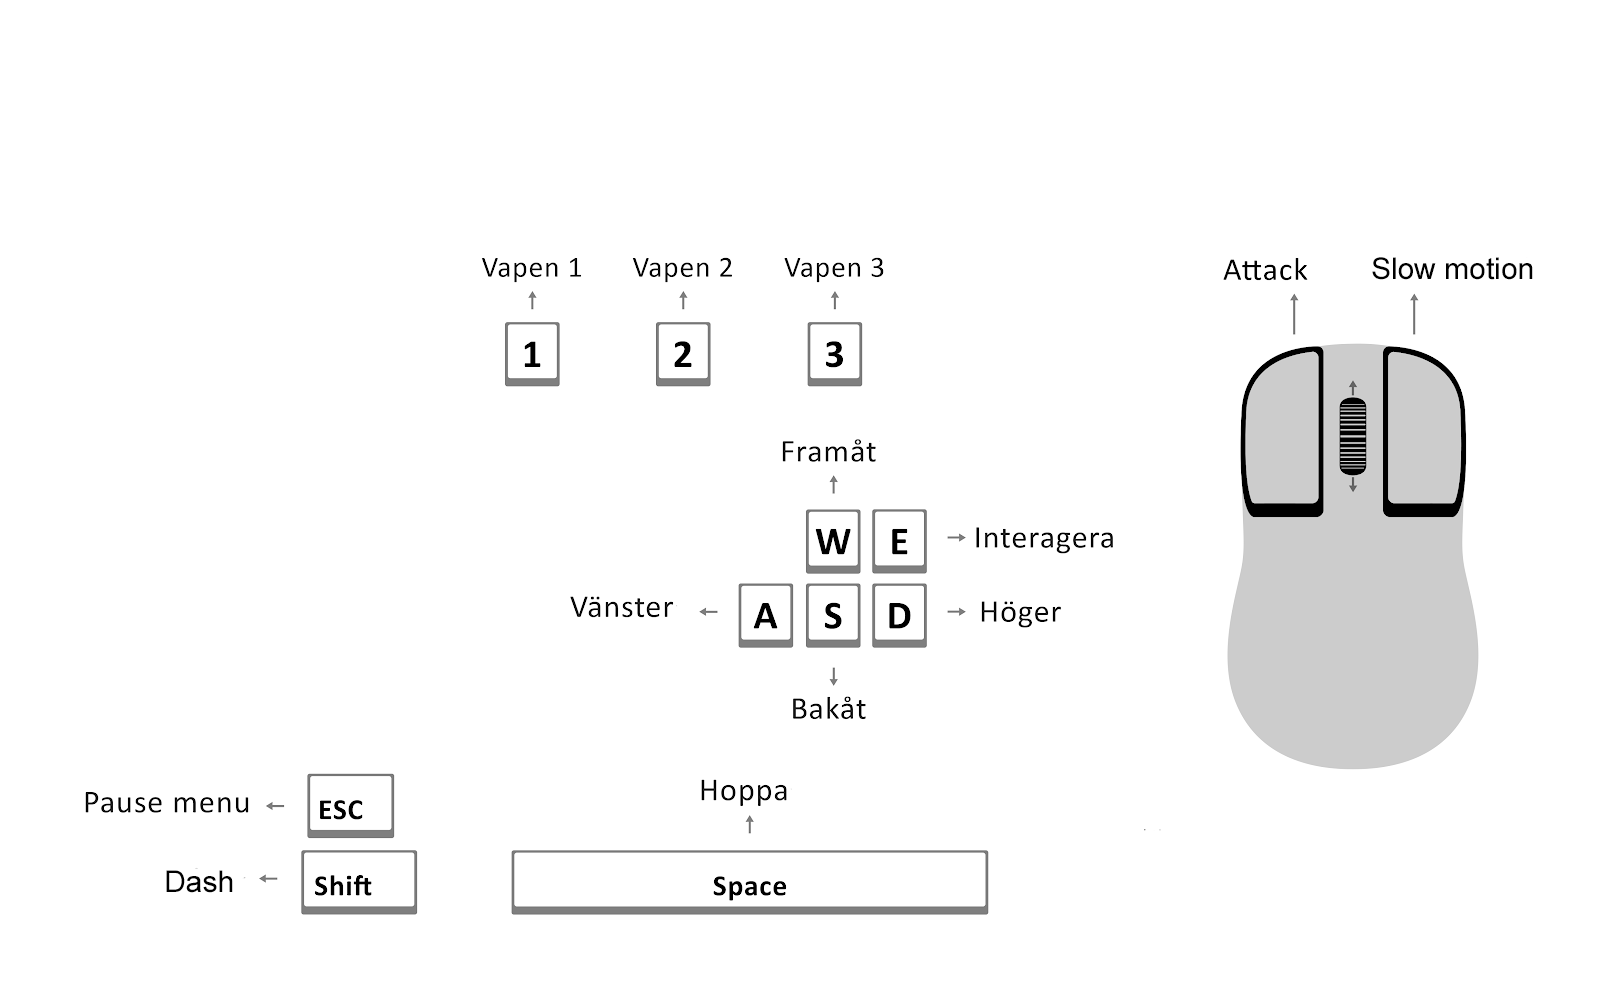 Vapen 1 Vapen 2 Vapen 3
1 2 3
Attack Slow motion
Framåt
W E Interagera
Vänster A S D Höger
Bakåt
Pause menu ESC
Hoppa
Dash Shift
Space